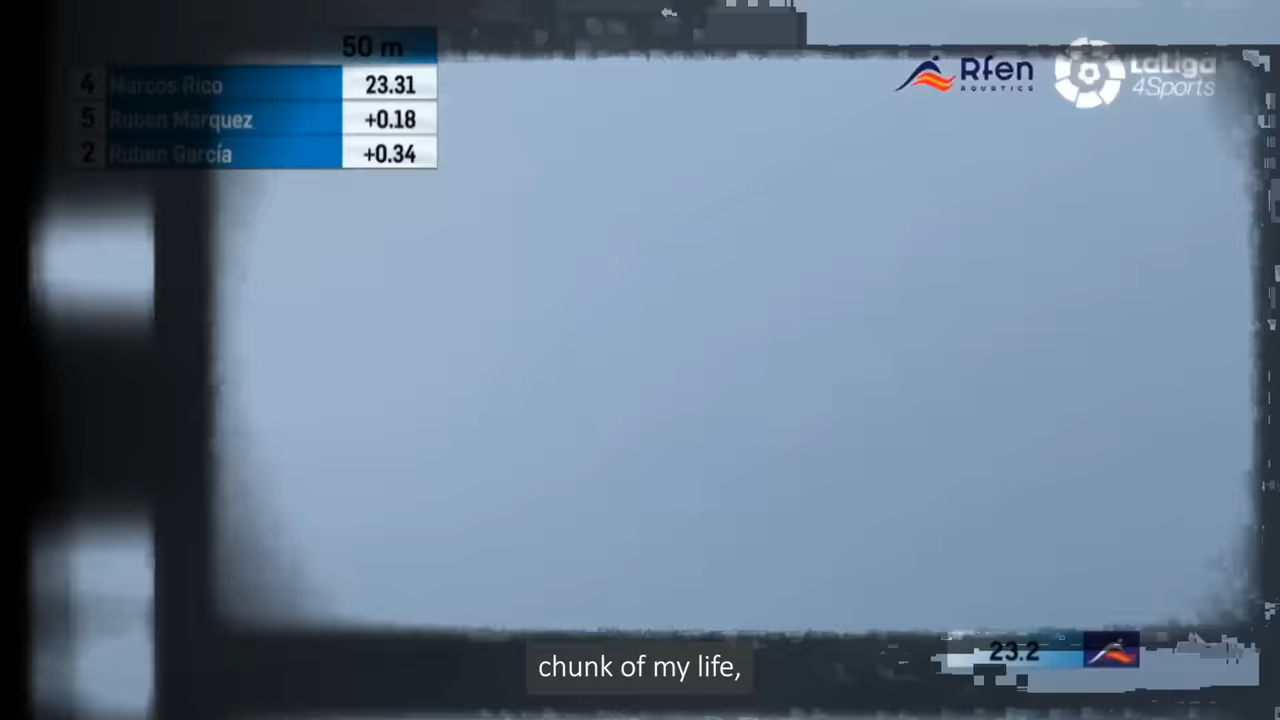 50 m
4 Marcos Rico 23.31
5 Ruben Márquez +0.18
2 Ruben García +0.34
Rfen
AQUATICS
LaLiga
4Sports
23.2
chunk of my life,